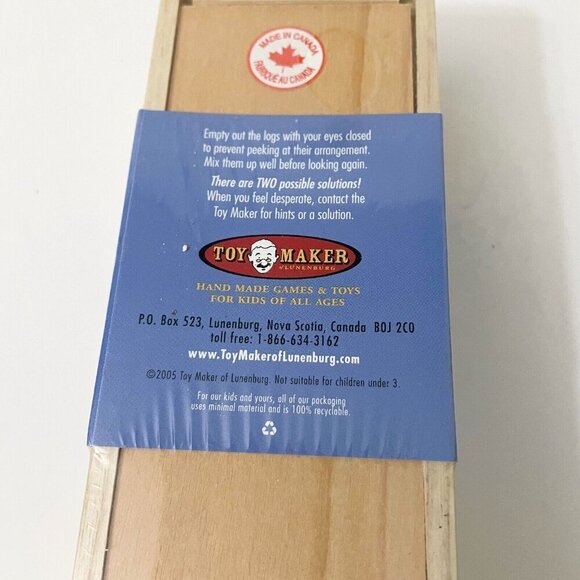 MADE IN CANADA
FABRIQUÉ AU CANADA
Empty out the logs with your eyes closed
to prevent peeking at their arrangement.
Mix them up well before looking again.
There are TWO possible solutions!
When you feel desperate, contact the
Toy Maker for hints or a solution.
TOY MAKER
of LUNENBURG
HAND MADE GAMES & TOYS
FOR KIDS OF ALL AGES
P.O. Box 523, Lunenburg, Nova Scotia, Canada B0J 2C0
toll free: 1-866-634-3162
www.ToyMakerofLunenburg.com
©2005 Toy Maker of Lunenburg. Not suitable for children under 3.
For our kids and yours, all of our packaging
uses minimal material and is 100% recyclable.